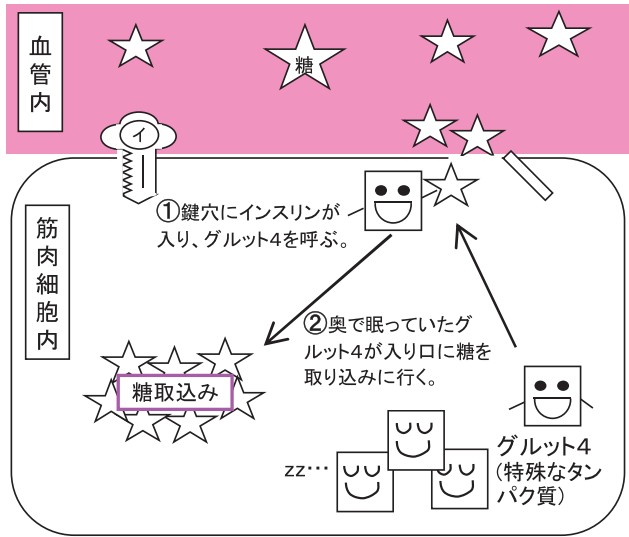 血管内
糖
イ
①鍵穴にインスリンが
入り、グルット4を呼ぶ。
筋肉細胞内
②奥で眠っていたグ
ルット4が入り口に糖を
取り込みに行く。
糖取込み
zz…
グルット4
(特殊なタン
パク質)